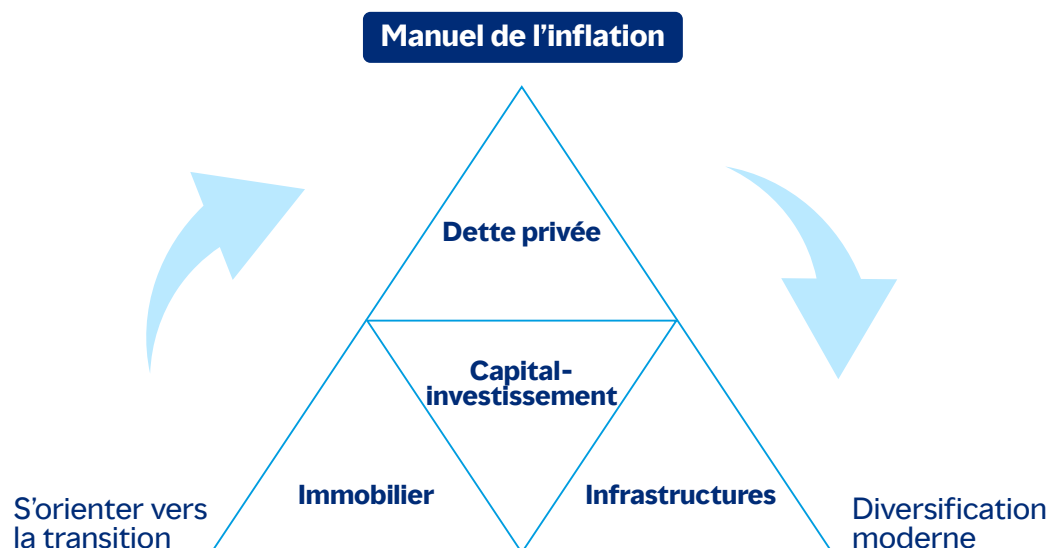 Manuel de l’inflation
Dette privée
Capital-
investissement
Immobilier
Infrastructures
S’orienter vers
la transition
Diversification
moderne